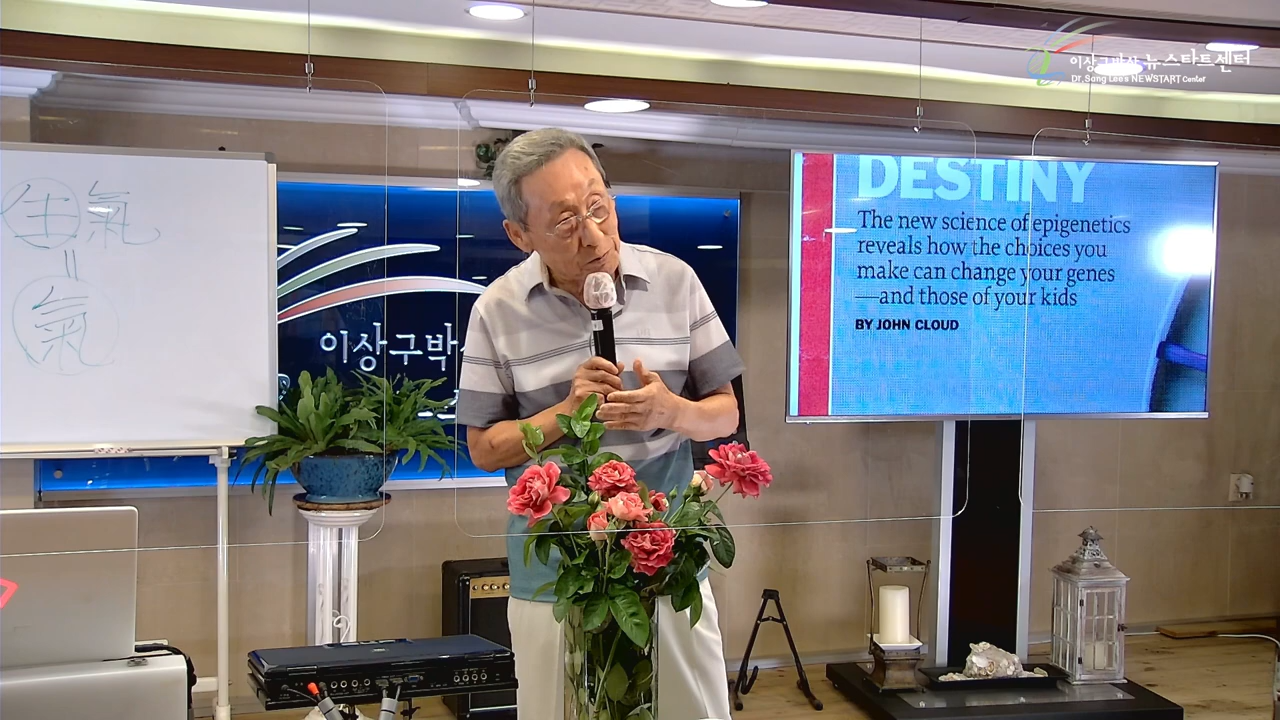 이상구박사 뉴스타트센터
Dr. Sang Lee's NEWSTART Center
生氣
=
氣
이상구박
DESTINY
The new science of epigenetics
reveals how the choices you
make can change your genes
—and those of your kids
BY JOHN CLOUD